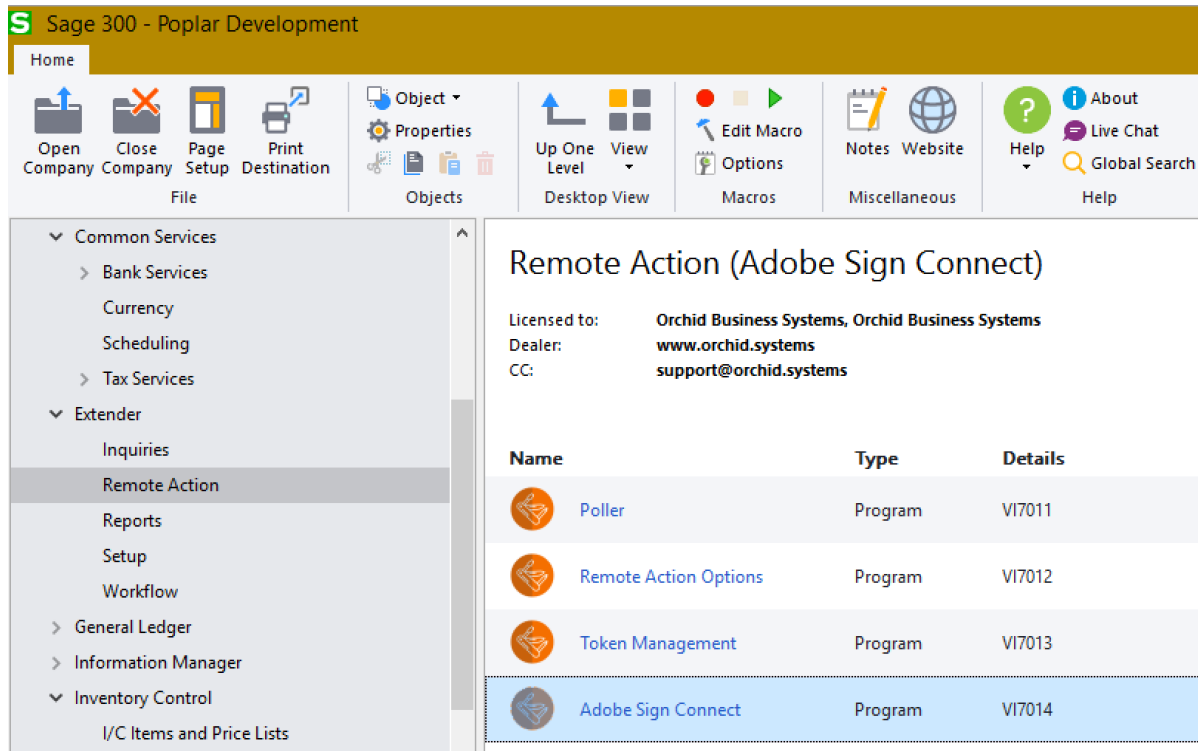 S Sage 300 - Poplar Development
Home
Open Company
Close Company
Page Setup
Print Destination
File
Object
Properties
Objects
Up One Level
View
Desktop View
Edit Macro
Options
Macros
Notes
Website
Miscellaneous
Help
About
Live Chat
Global Search
Help
Common Services
Bank Services
Currency
Scheduling
Tax Services
Extender
Inquiries
Remote Action
Reports
Setup
Workflow
General Ledger
Information Manager
Inventory Control
I/C Items and Price Lists
Remote Action (Adobe Sign Connect)
Licensed to: Orchid Business Systems, Orchid Business Systems
Dealer: www.orchid.systems
CC: support@orchid.systems
Name Type Details
Poller Program VI7011
Remote Action Options Program VI7012
Token Management Program VI7013
Adobe Sign Connect Program VI7014